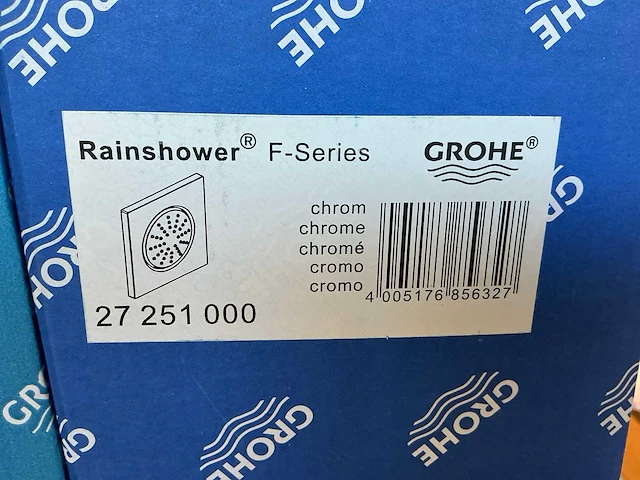 Rainshower® F-Series
GROHE®
chrom
chrome
chromé
cromo
cromo
27 251 000
4 005176 856327
GROHE
GROHE
GROHE
GROHE
GROHE